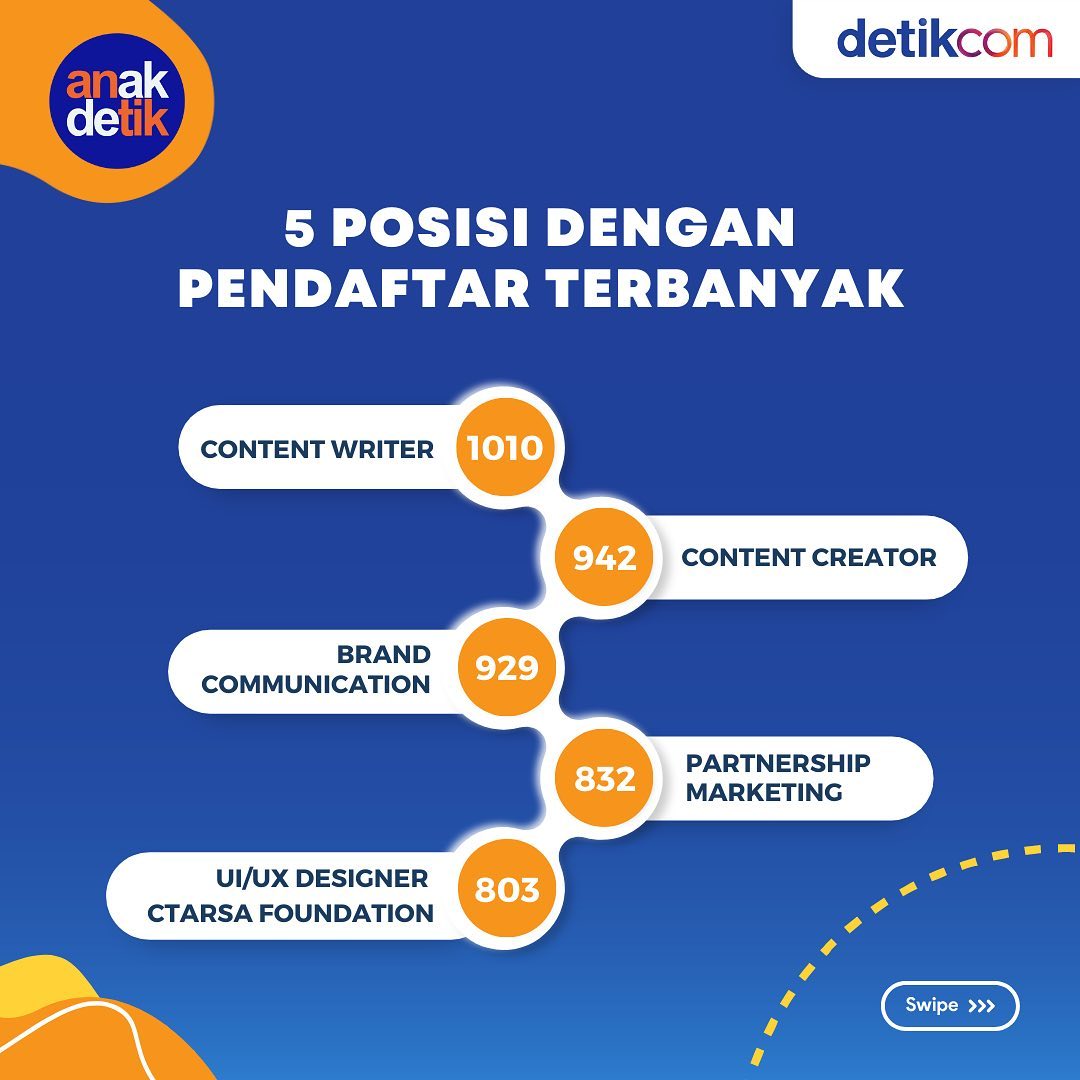 anak
detik
detikcom
5 POSISI DENGAN
PENDAFTAR TERBANYAK
CONTENT WRITER 1010
942 CONTENT CREATOR
BRAND
COMMUNICATION
929
832
PARTNERSHIP
MARKETING
UI/UX DESIGNER
CTARSA FOUNDATION
803
Swipe >>>